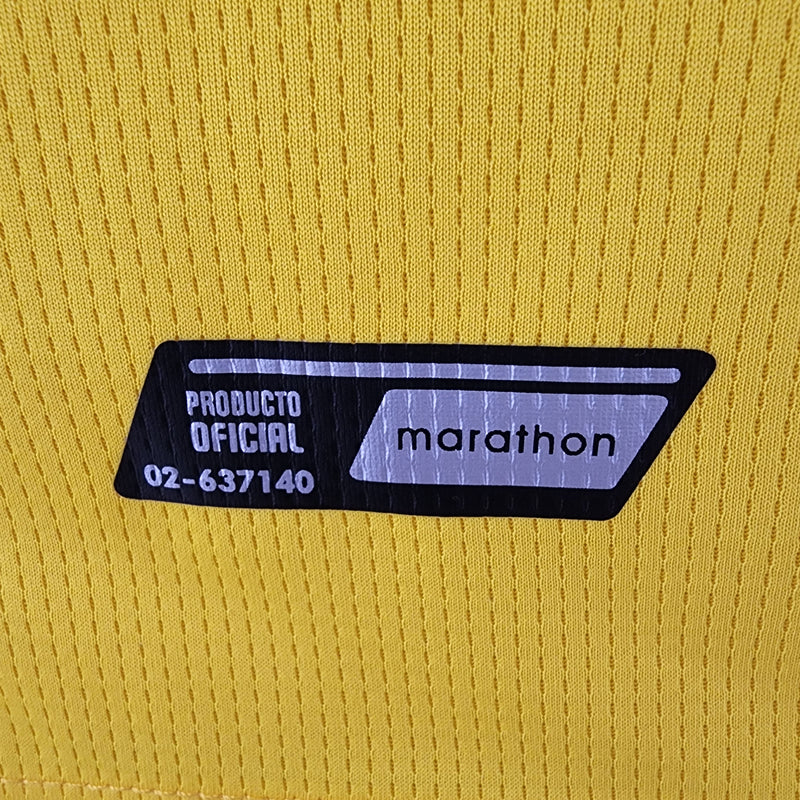 PRODUCTO
OFICIAL
02-637140
marathon